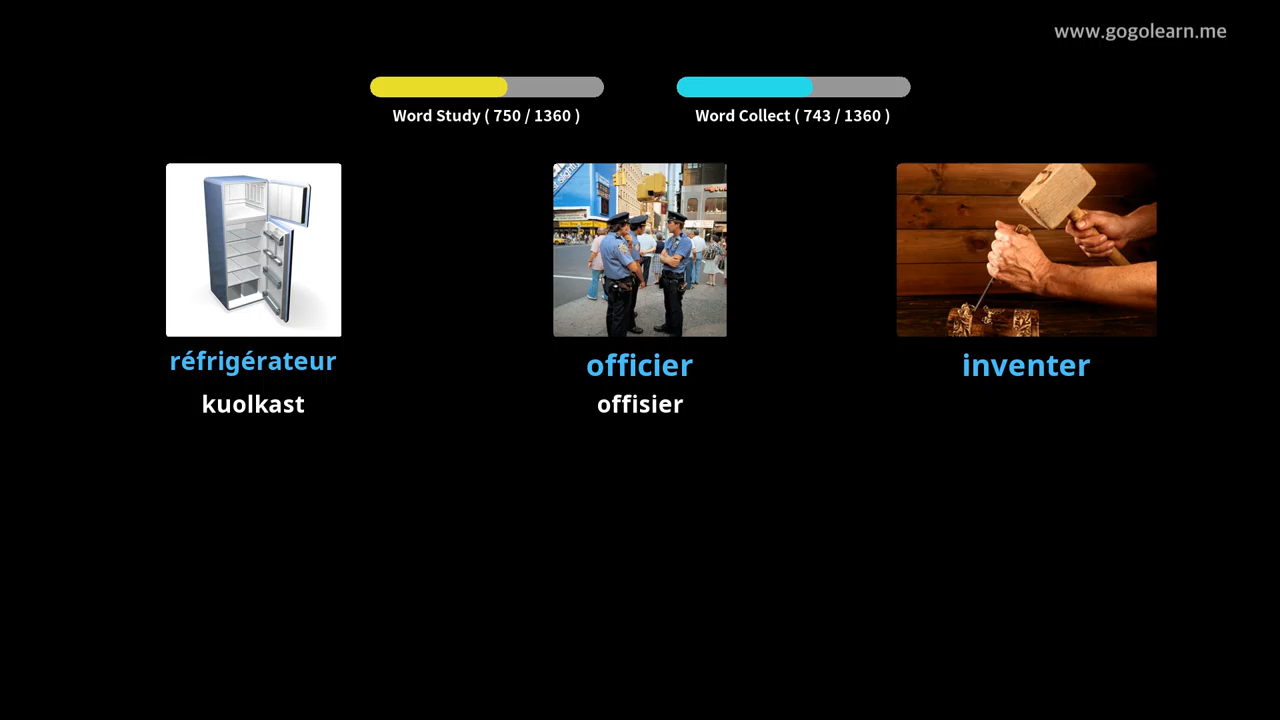 www.gogolearn.me
Word Study ( 750 / 1360 )
Word Collect ( 743 / 1360 )
réfrigérateur
officier
inventer
kuolkast
offisier